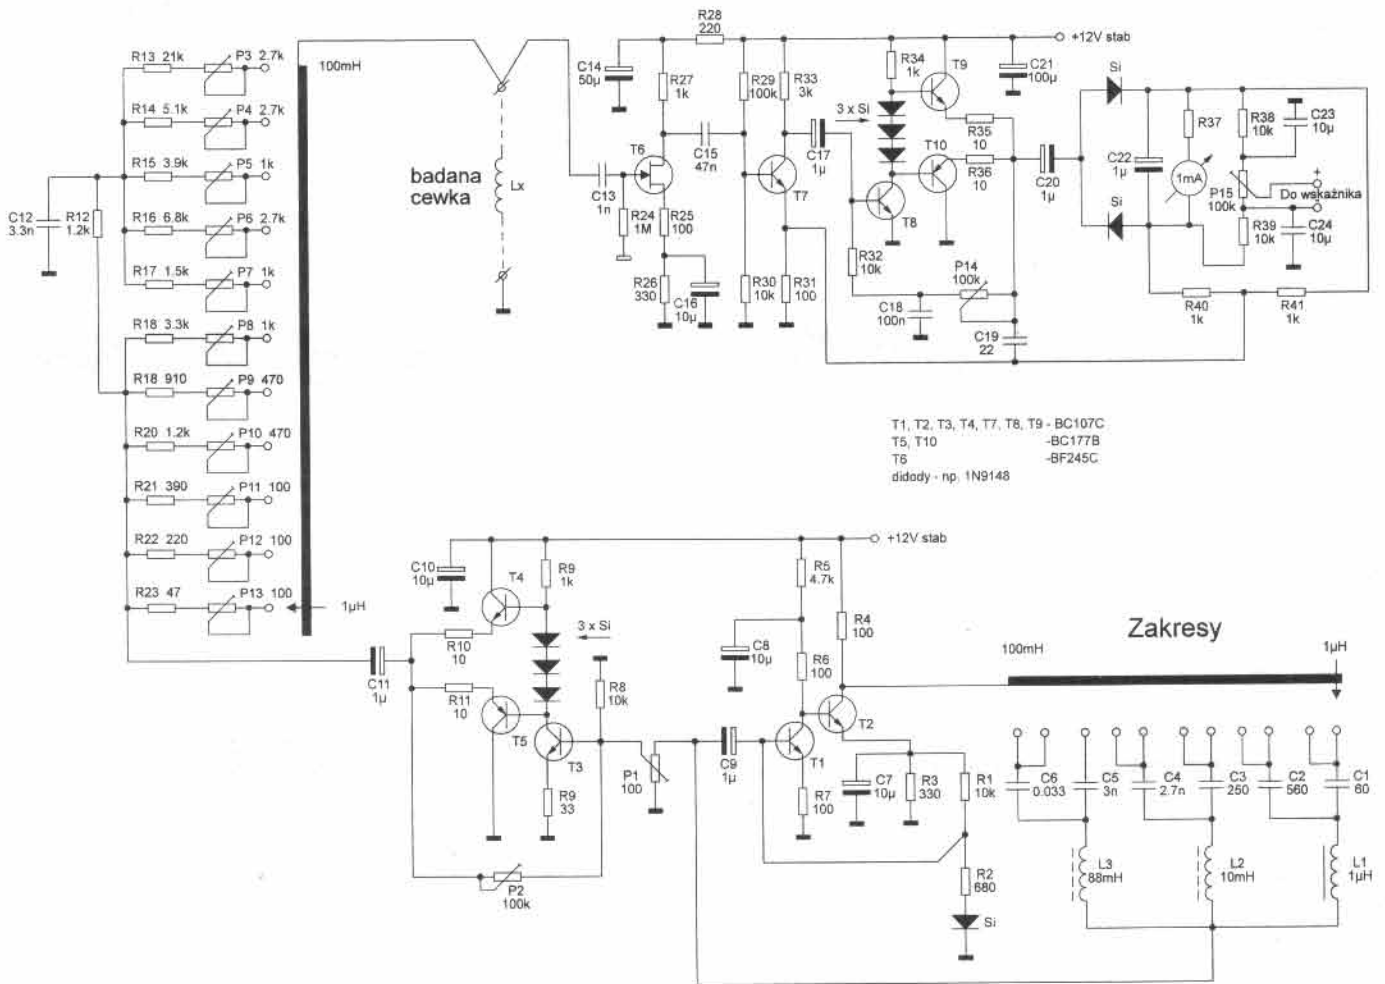 R28
220
+12V stab
R13 21k P3 2.7k
100mH
C14
50µ
R27
1k
R29
100k
R33
3k
R34
1k
T9
C21
100µ
Si
3 x Si
R14 5.1k P4 2.7k
R35
10
C22
1µ
R37
R38
10k
C23
10µ
R15 3.9k P5 1k
badana
cewka
Lx
T6
C15
47n
C17
1µ
T10
R36
10
C20
1µ
1mA
P15
100k
+
Do wskaźnika
C13
1n
T7
T8
C12
3.3n
R12
1.2k
R16 6.8k P6 2.7k
R24
1M
R25
100
Si
R39
10k
C24
10µ
R17 1.5k P7 1k
R26
330
C16
10µ
R30
10k
R31
100
R32
10k
P14
100k
C18
100n
R40
1k
R41
1k
R18 3.3k P8 1k
C19
22
R18 910 P9 470
R20 1.2k P10 470
T1, T2, T3, T4, T7, T8, T9 - BC107C
T5, T10 -BC177B
T6 -BF245C
didody - np. 1N9148
R21 390 P11 100
R22 220 P12 100
+12V stab
R23 47 P13 100
1µH
C10
10µ
T4
R9
1k
R5
4.7k
R4
100
3 x Si
Zakresy
R10
10
C8
10µ
R6
100
100mH
1µH
C11
1µ
R11
10
R8
10k
T5
T3
P1
100
C9
1µ
T1
T2
R9
33
R7
100
C7
10µ
R3
330
R1
10k
C6
0.033
C5
3n
C4
2.7n
C3
250
C2
560
C1
60
P2
100k
R2
680
Si
L3
88mH
L2
10mH
L1
1µH